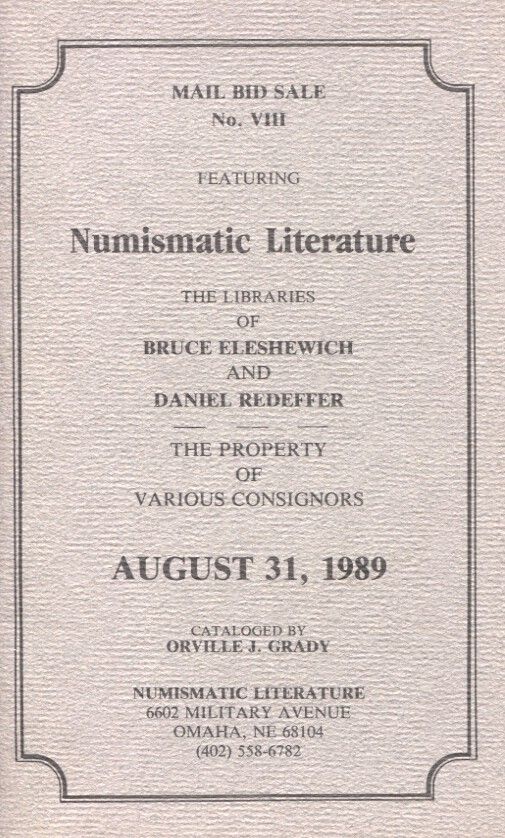 MAIL BID SALE
No. VIII
FEATURING
Numismatic Literature
THE LIBRARIES
OF
BRUCE ELESHEWICH
AND
DANIEL REDEFFER
THE PROPERTY
OF
VARIOUS CONSIGNORS
AUGUST 31, 1989
CATALOGED BY
ORVILLE J. GRADY
NUMISMATIC LITERATURE
6602 MILITARY AVENUE
OMAHA, NE 68104
(402) 558-6782